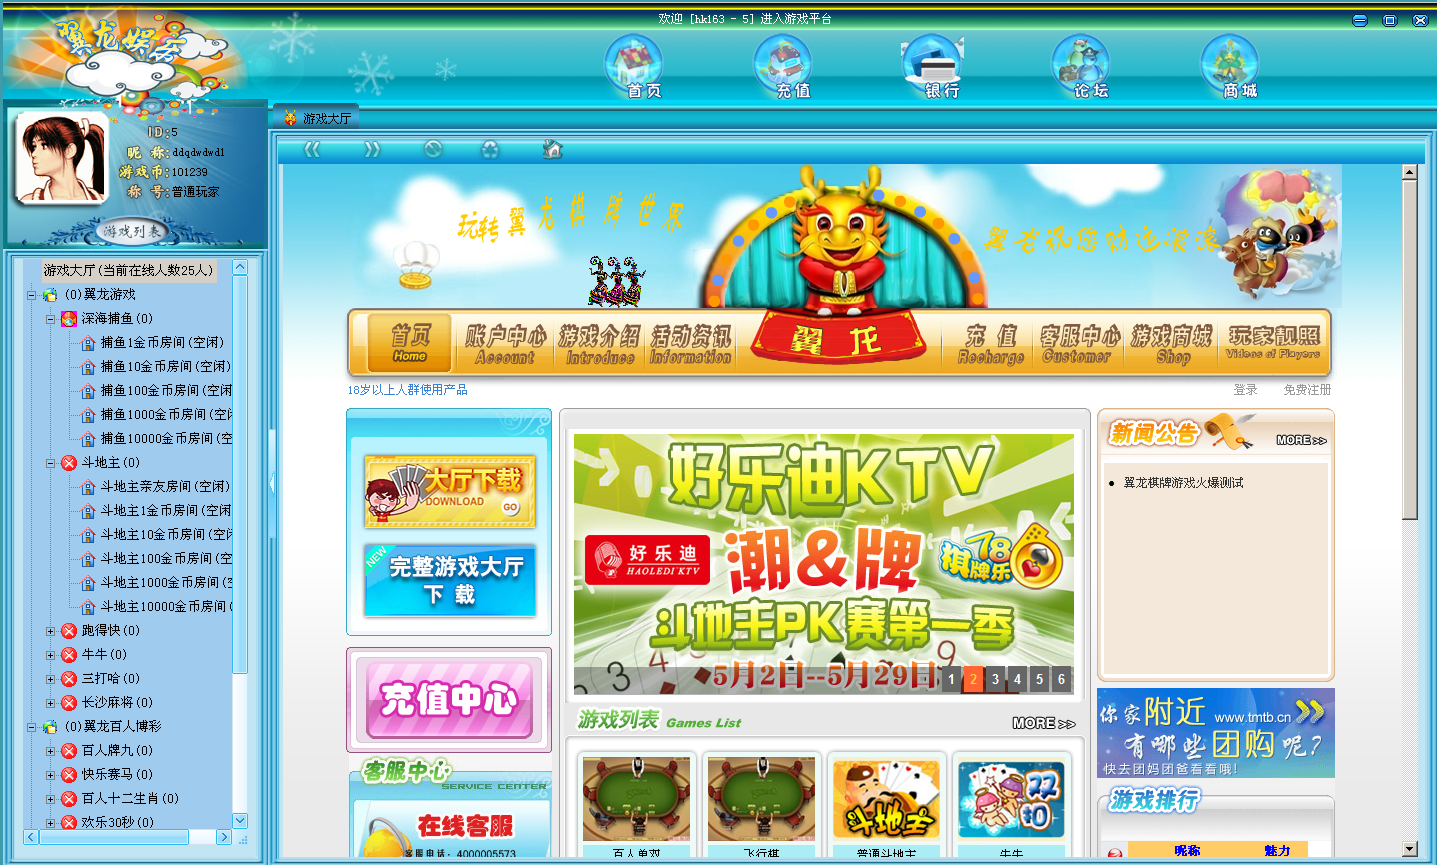 欢迎 [hk163 - 5] 进入游戏平台
翼龙娱乐
首页
充值
银行
论坛
商城
ID:5
昵 称:ddqdwdwd1
游戏币:101239
称 号:普通玩家
游戏列表
游戏大厅
游戏大厅(当前在线人数25人)
(0)翼龙游戏
深海捕鱼(0)
捕鱼1金币房间(空闲)
捕鱼10金币房间(空闲)
捕鱼100金币房间(空闲
捕鱼1000金币房间(空
捕鱼10000金币房间(空
斗地主(0)
斗地主亲友房间(空闲)
斗地主1金币房间(空闲
斗地主10金币房间(空闲
斗地主100金币房间(空
斗地主1000金币房间(空
斗地主10000金币房间(
跑得快(0)
牛牛(0)
三打哈(0)
长沙麻将(0)
(0)翼龙百人博彩
百人牌九(0)
快乐赛马(0)
百人十二生肖(0)
欢乐30秒(0)
玩转翼龙棋牌世界
首页
Home
账户中心
Account
游戏介绍
Introduce
活动资讯
Information
翼龙
充 值
Recharge
客服中心
Customer
游戏商城
Shop
玩家靓照
Videos of Players
18岁以上人群使用产品
登录
免费注册
大厅下载
DOWNLOAD
GO
NEW
完整游戏大厅
下 载
充值中心
客服中心
SERVICE CENTER
在线客服
客服电话: 4000005573
好乐迪KTV
好乐迪
HAOLEDI KTV
潮&牌
78
棋牌乐
斗地主PK赛第一季
5月2日--5月29日
1 2 3 4 5 6
游戏列表 Games List
MORE >>
斗地主
双扣
百人单双
飞行棋
普通斗地主
牛牛
新闻公告
MORE >>
翼龙棋牌游戏火爆测试
你家附近 www.tmtb.cn
有哪些团购呢?
快去团妈团爸看看哦!
游戏排行
昵称
魅力